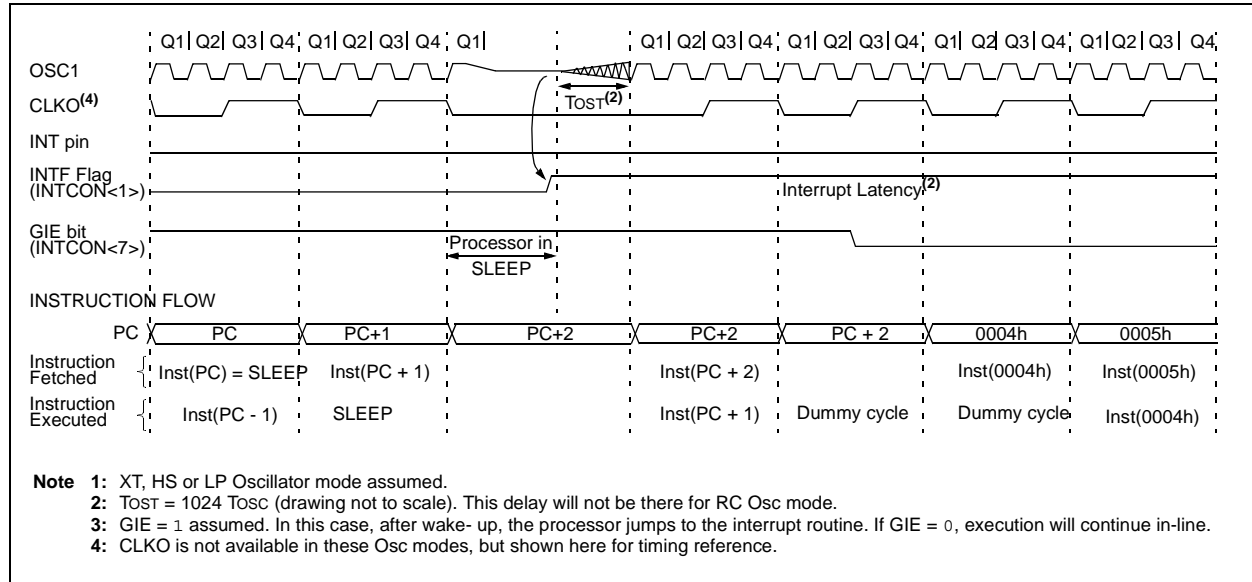 Q1 Q2 Q3 Q4 Q1 Q2 Q3 Q4 Q1 Q1 Q2 Q3 Q4 Q1 Q2 Q3 Q4 Q1 Q2 Q3 Q4 Q1 Q2 Q3 Q4
OSC1
TOST(2)
CLKO(4)
INT pin
INTF Flag
(INTCON<1>)
Interrupt Latency(2)
GIE bit
(INTCON<7>)
Processor in
SLEEP
INSTRUCTION FLOW
PC PC PC+1 PC+2 PC+2 PC + 2 0004h 0005h
Instruction
Fetched
Inst(PC) = SLEEP Inst(PC + 1) Inst(PC + 2) Inst(0004h) Inst(0005h)
Instruction
Executed
Inst(PC - 1) SLEEP Inst(PC + 1) Dummy cycle Dummy cycle Inst(0004h)
Note 1: XT, HS or LP Oscillator mode assumed.
2: TOST = 1024 TOSC (drawing not to scale). This delay will not be there for RC Osc mode.
3: GIE = 1 assumed. In this case, after wake- up, the processor jumps to the interrupt routine. If GIE = 0, execution will continue in-line.
4: CLKO is not available in these Osc modes, but shown here for timing reference.